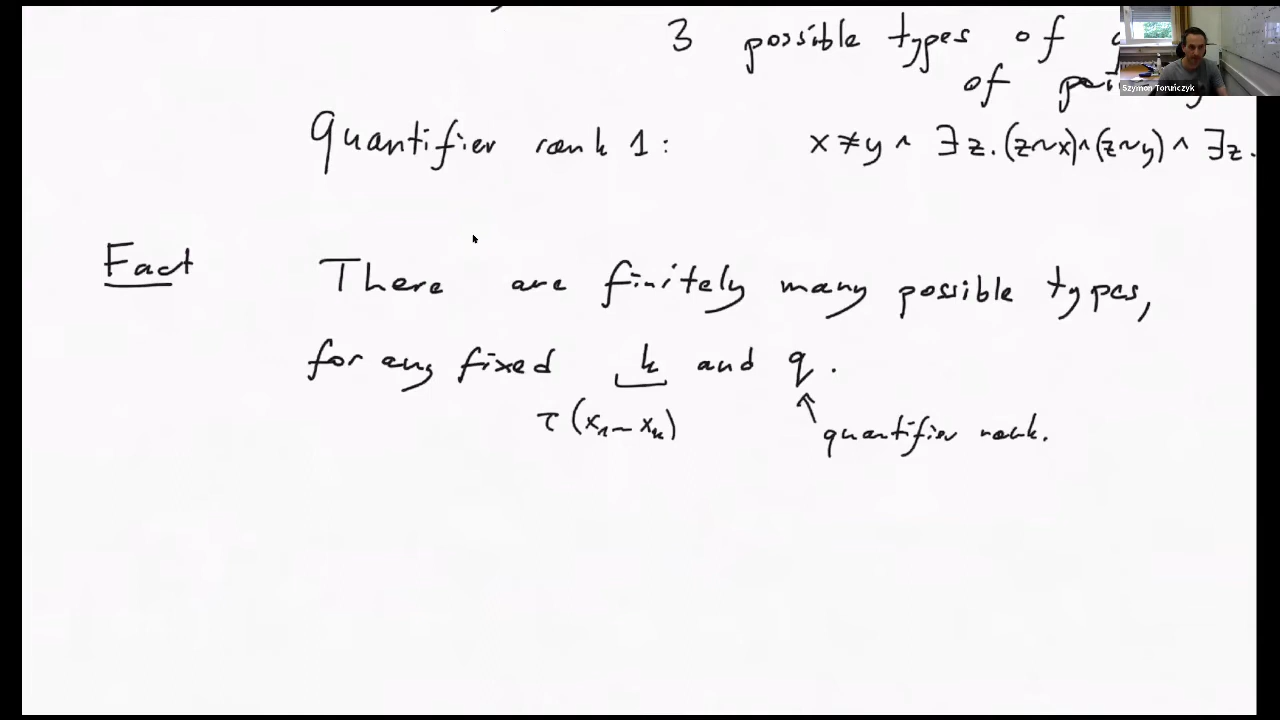 3 possible types of
of
Szymon Toruńczyk
Quantifier rank 1: x≠y ∧ ∃z.(z~x)∧(z~y) ∧ ∃z.
Fact There are finitely many possible types,
for any fixed k and q.
τ(x₁–xₖ) quantifier rank.